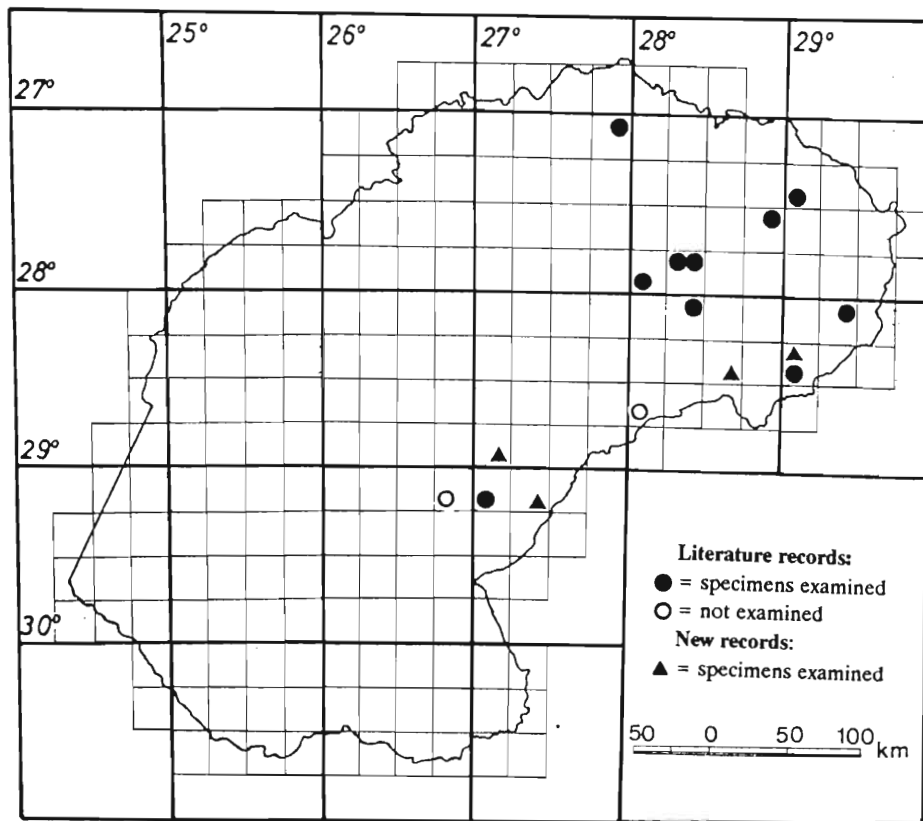 25° 26° 27° 28° 29°
27°
28°
29°
30°
Literature records:
● = specimens examined
○ = not examined
New records:
▲ = specimens examined
50 0 50 100 km